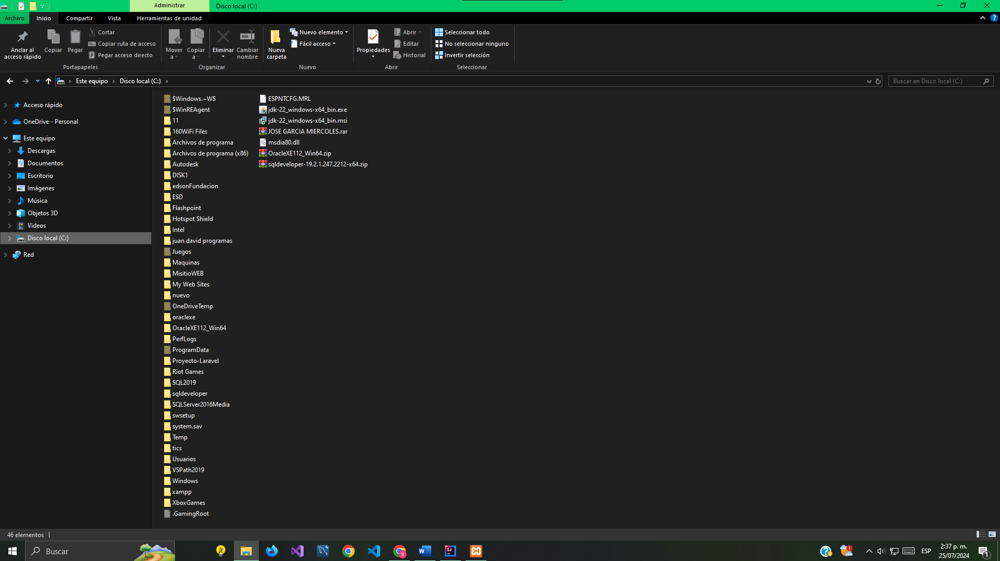 Administrar
Disco local (C:)
Archivo
Inicio
Compartir
Vista
Herramientas de unidad
Anclar al
acceso rápido
Copiar
Pegar
Cortar
Copiar ruta de acceso
Pegar acceso directo
Portapapeles
Mover
a
Copiar
a
Eliminar
Cambiar
nombre
Organizar
Nueva
carpeta
Nuevo elemento
Fácil acceso
Nuevo
Propiedades
Abrir
Editar
Historial
Abrir
Seleccionar todo
No seleccionar ninguno
Invertir selección
Seleccionar
Este equipo
Disco local (C:)
Buscar en Disco local (C:)
Acceso rápido
OneDrive - Personal
Este equipo
Descargas
Documentos
Escritorio
Imágenes
Música
Objetos 3D
Videos
Disco local (C:)
Red
$Windows.~WS
$WinREAgent
11
160WiFi Files
Archivos de programa
Archivos de programa (x86)
Autodesk
DISK1
edsonFundacion
ESD
Flashpoint
Hotspot Shield
Intel
juan david programas
Juegos
Maquinas
MisitioWEB
My Web Sites
nuevo
OneDriveTemp
oraclexe
OracleXE112_Win64
PerfLogs
ProgramData
Proyecto-Laravel
Riot Games
SQL2019
sqldeveloper
SQLServer2016Media
swsetup
system.sav
Temp
tics
Usuarios
VSPath2019
Windows
xampp
XboxGames
.GamingRoot
ESPNTCFG.MRL
jdk-22_windows-x64_bin.exe
jdk-22_windows-x64_bin.msi
JOSE GARCIA MIERCOLES.rar
msdia80.dll
OracleXE112_Win64.zip
sqldeveloper-19.2.1.247.2212-x64.zip
46 elementos
Buscar
ESP
2:37 p. m.
25/07/2024